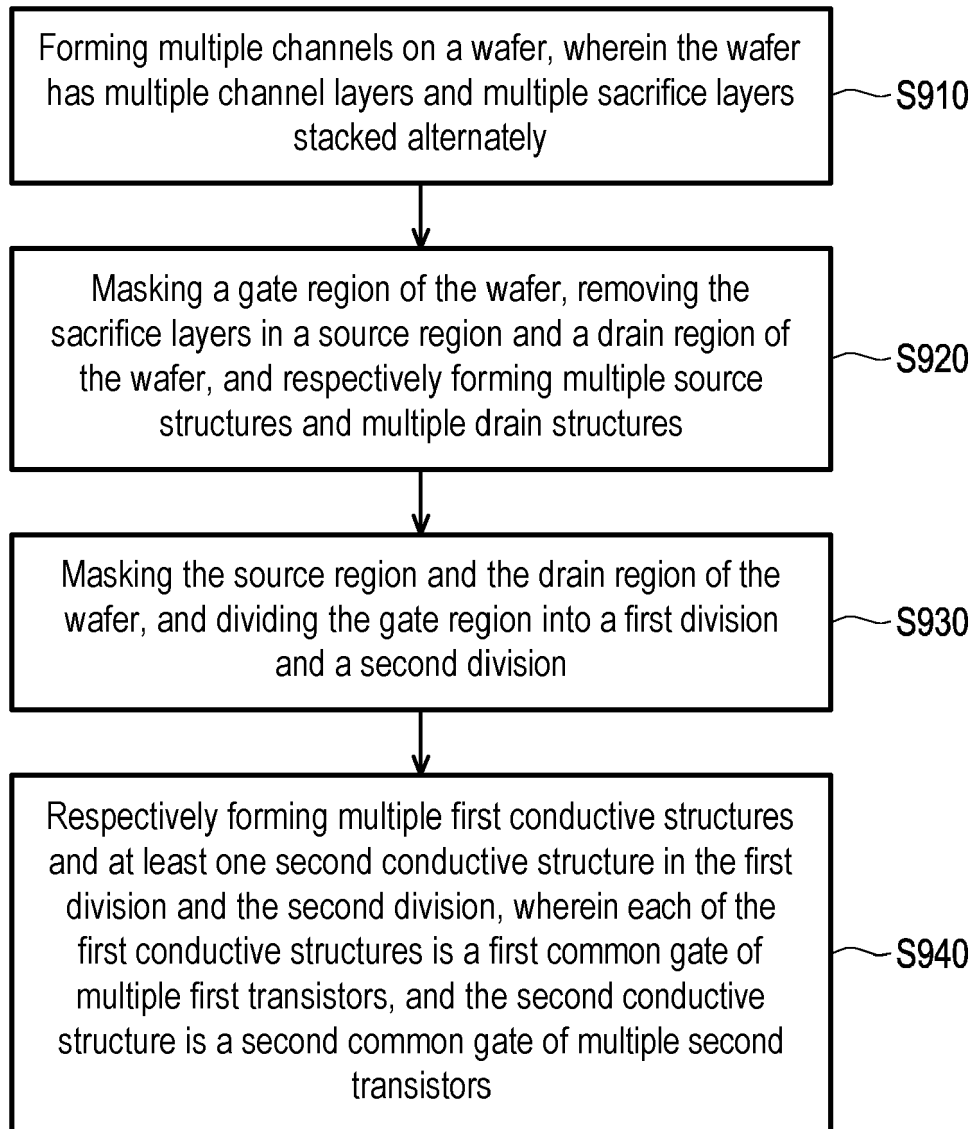 Forming multiple channels on a wafer, wherein the wafer
has multiple channel layers and multiple sacrifice layers
stacked alternately
S910
Masking a gate region of the wafer, removing the
sacrifice layers in a source region and a drain region of
the wafer, and respectively forming multiple source
structures and multiple drain structures
S920
Masking the source region and the drain region of the
wafer, and dividing the gate region into a first division
and a second division
S930
Respectively forming multiple first conductive structures
and at least one second conductive structure in the first
division and the second division, wherein each of the
first conductive structures is a first common gate of
multiple first transistors, and the second conductive
structure is a second common gate of multiple second
transistors
S940